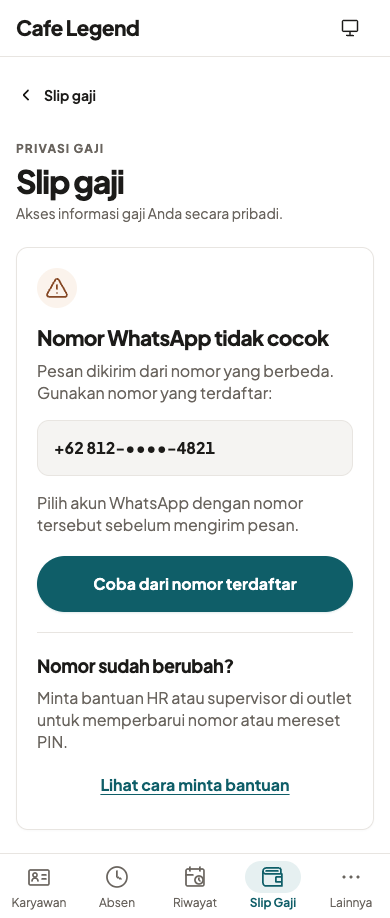 Cafe Legend
Slip gaji
PRIVASI GAJI
Slip gaji
Akses informasi gaji Anda secara pribadi.
Nomor WhatsApp tidak cocok
Pesan dikirim dari nomor yang berbeda.
Gunakan nomor yang terdaftar:
+62 812-••••-4821
Pilih akun WhatsApp dengan nomor
tersebut sebelum mengirim pesan.
Coba dari nomor terdaftar
Nomor sudah berubah?
Minta bantuan HR atau supervisor di outlet
untuk memperbarui nomor atau mereset
PIN.
Lihat cara minta bantuan
Karyawan
Absen
Riwayat
Slip Gaji
Lainnya